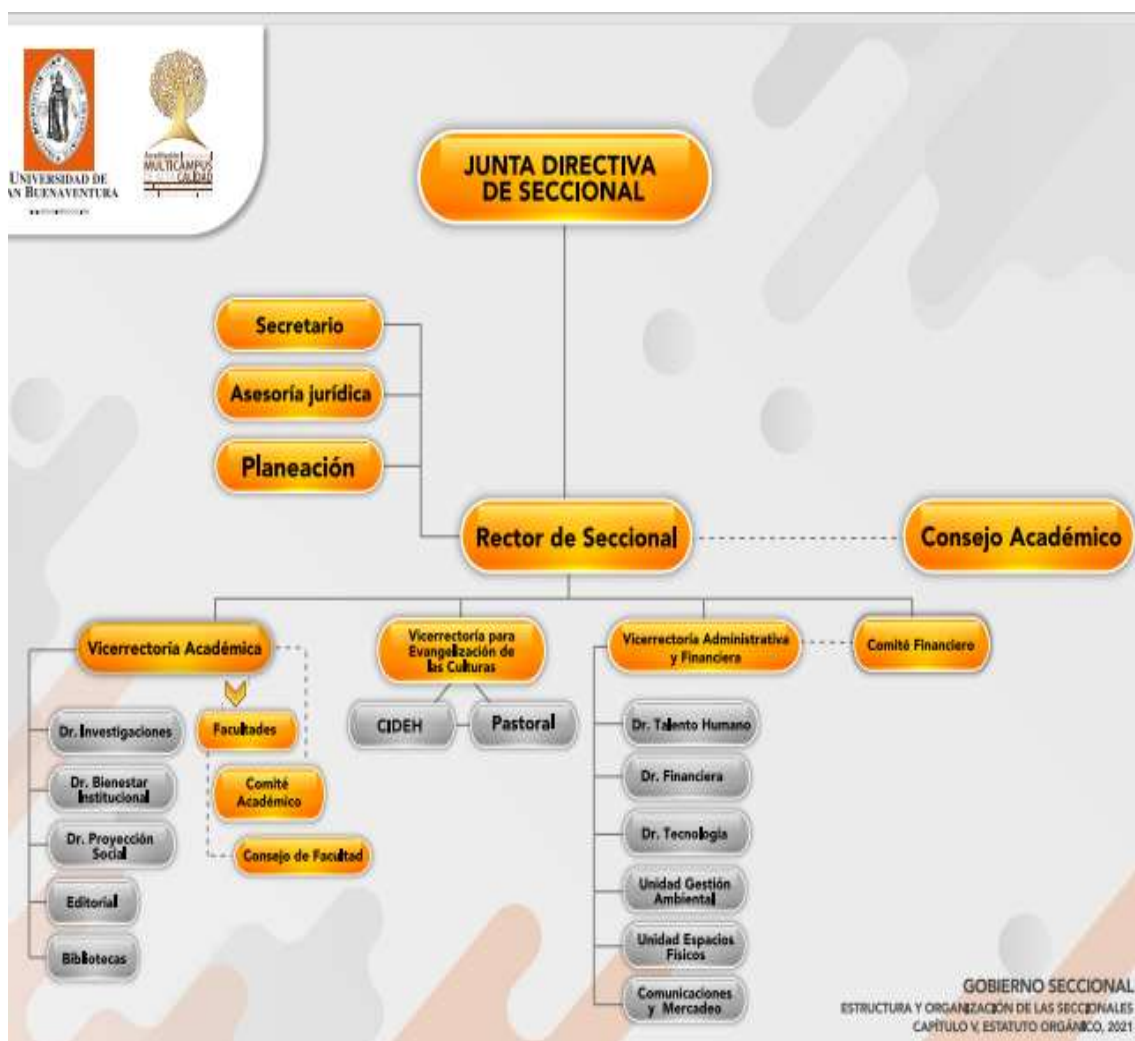 UNIVERSIDAD DE
AN BUENAVENTURA
Acreditación
MULTICAMPUS
CALIDAD
JUNTA DIRECTIVA
DE SECCIONAL
Secretario
Asesoría jurídica
Planeación
Rector de Seccional
Consejo Académico
Vicerrectoría Académica
Vicerrectoría para
Evangelización de
las Culturas
Vicerrectoría Administrativa
y Financiera
Comité Financiero
Dr. Investigaciones
Dr. Bienestar
Institucional
Dr. Proyección
Social
Editorial
Bibliotecas
Facultades
Comité
Académico
Consejo de Facultad
CIDEH
Pastoral
Dr. Talento Humano
Dr. Financiera
Dr. Tecnología
Unidad Gestión
Ambiental
Unidad Espacios
Físicos
Comunicaciones
y Mercadeo
GOBIERNO SECCIONAL
ESTRUCTURA Y ORGANIZACIÓN DE LAS SECCIONALES
CAPÍTULO V, ESTATUTO ORGÁNICO, 2021